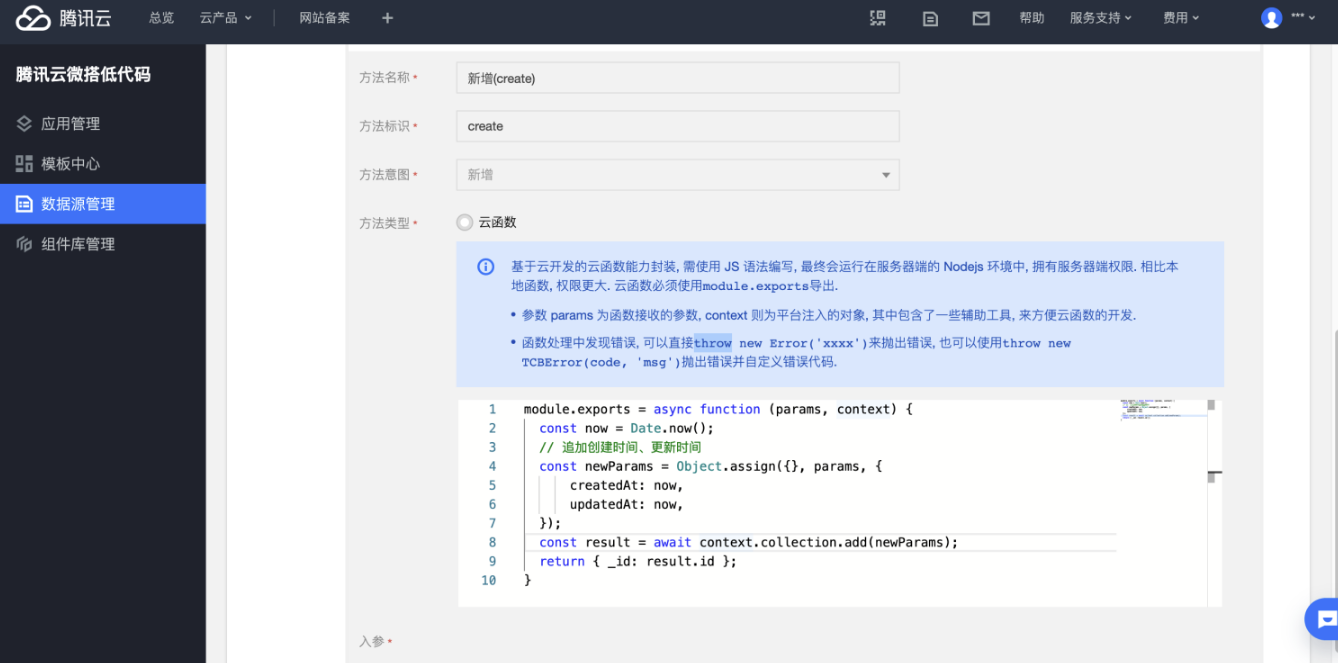 腾讯云 总览 云产品 网站备案 + 帮助 服务支持 费用 ***
腾讯云微搭低代码
应用管理
模板中心
数据源管理
组件库管理
方法名称* 新增(create)
方法标识* create
方法意图* 新增
方法类型* 云函数
基于云开发的云函数能力封装, 需使用 JS 语法编写, 最终会运行在服务器端的 Nodejs 环境中, 拥有服务器端权限. 相比本
地函数, 权限更大. 云函数必须使用module.exports导出.
• 参数 params 为函数接收的参数, context 则为平台注入的对象, 其中包含了一些辅助工具, 来方便云函数的开发.
• 函数处理中发现错误, 可以直接throw new Error('xxxx')来抛出错误, 也可以使用throw new
TCBError(code, 'msg')抛出错误并自定义错误代码.
1 module.exports = async function (params, context) {
2 const now = Date.now();
3 // 追加创建时间、更新时间
4 const newParams = Object.assign({}, params, {
5 createdAt: now,
6 updatedAt: now,
7 });
8 const result = await context.collection.add(newParams);
9 return { _id: result.id };
10 }
入参*